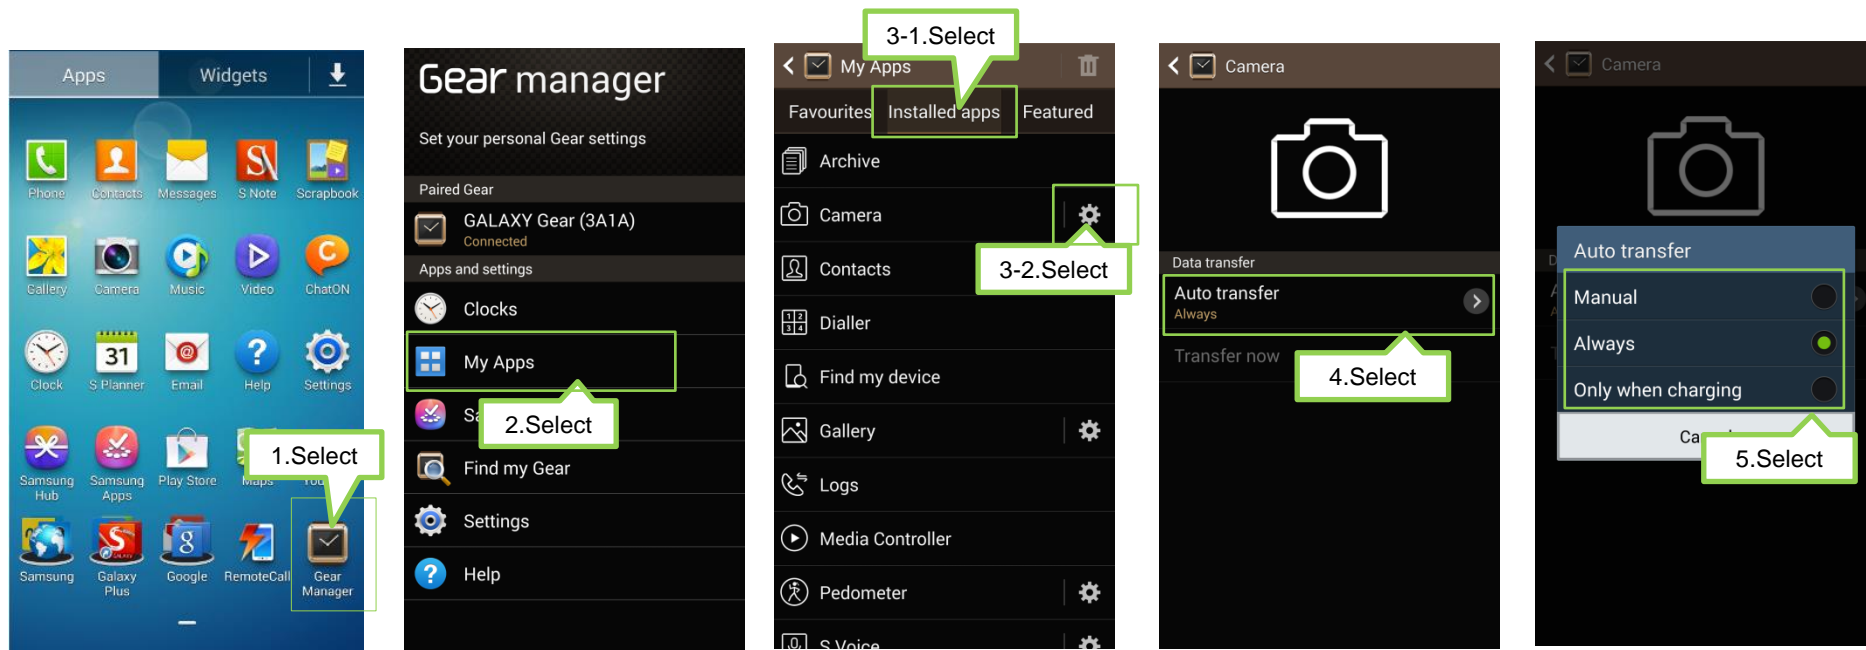 Apps Widgets
Phone Contacts Messages S Note Scrapbook
Gallery Camera Music Video ChatON
31
Clock S Planner Email Help Settings
Samsung Hub Samsung Apps Play Store Maps
1.Select
Samsung Galaxy Plus Google RemoteCall Gear Manager
Gear manager
Set your personal Gear settings
Paired Gear
GALAXY Gear (3A1A)
Connected
Apps and settings
Clocks
My Apps
2.Select
Find my Gear
Settings
Help
3-1.Select
My Apps
Favourites Installed apps Featured
Archive
Camera
3-2.Select
Contacts
Dialler
Find my device
Gallery
Logs
Media Controller
Pedometer
S Voice
Camera
Data transfer
Auto transfer
Always
Transfer now
4.Select
Camera
Auto transfer
Manual
Always
Only when charging
5.Select